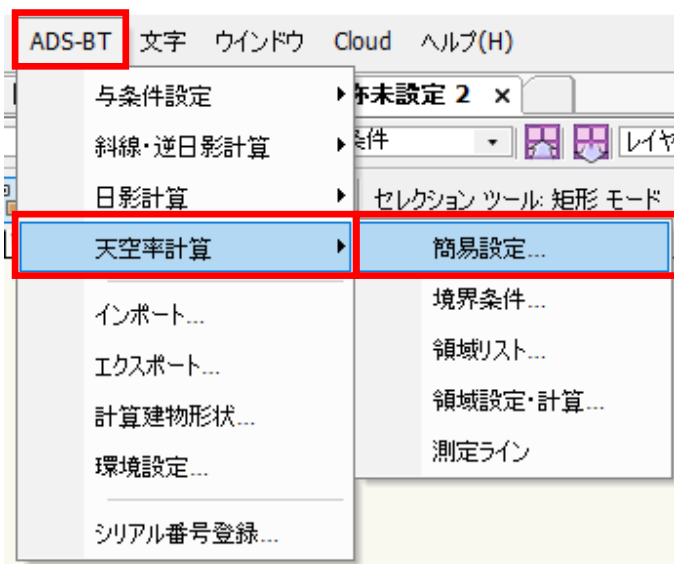 ADS-BT 文字 ウインドウ Cloud ヘルプ(H)
与条件設定
未設定 2 ×
斜線・逆日影計算
条件
レイヤ
日影計算
セレクション ツール: 矩形 モード
天空率計算
簡易設定...
境界条件...
領域リスト...
領域設定・計算...
測定ライン
インポート...
エクスポート...
計算建物形状...
環境設定...
シリアル番号登録...